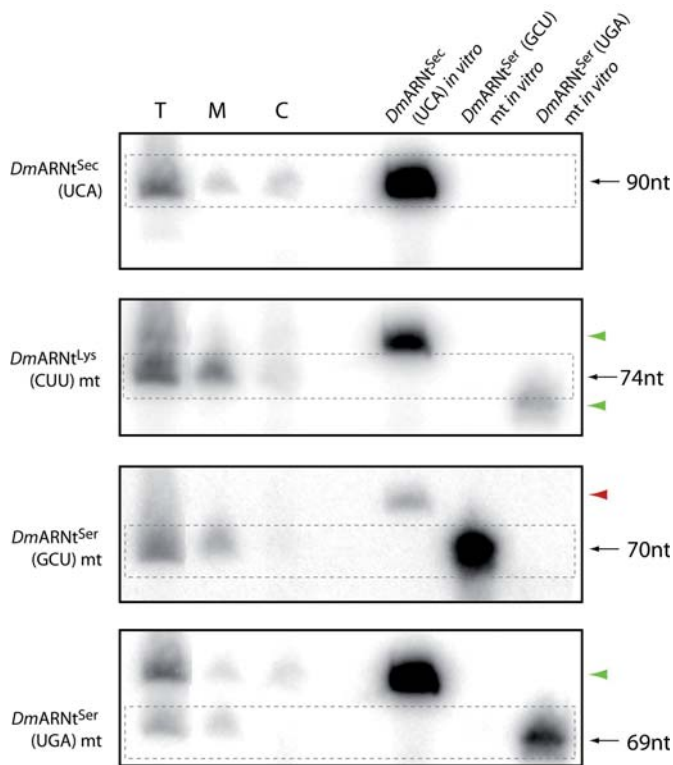 DmARNtSec
(UCA) in vitro
DmARNtSer (GCU)
mt in vitro
DmARNtSer (UGA)
mt in vitro
T M C
DmARNtSec
(UCA)
90nt
DmARNtLys
(CUU) mt
74nt
DmARNtSer
(GCU) mt
70nt
DmARNtSer
(UGA) mt
69nt